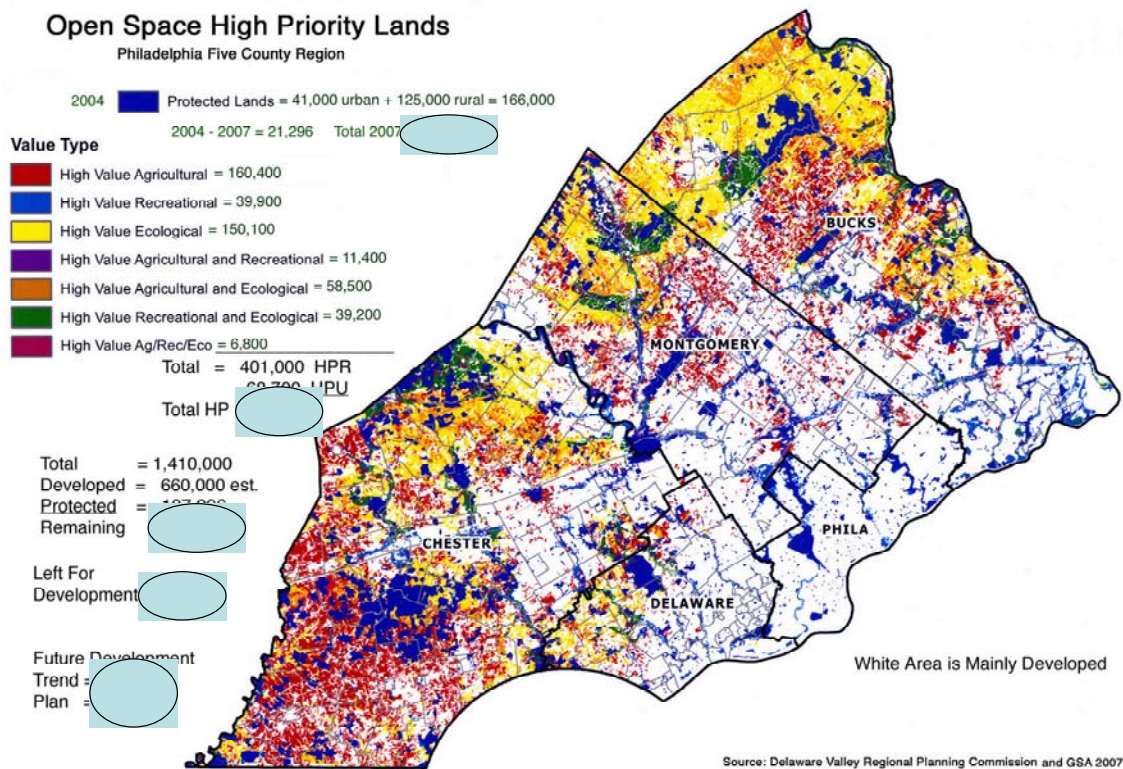 Open Space High Priority Lands
Philadelphia Five County Region
2004 Protected Lands = 41,000 urban + 125,000 rural = 166,000
2004 - 2007 = 21,296 Total 2007
Value Type
High Value Agricultural = 160,400
High Value Recreational = 39,900
High Value Ecological = 150,100
High Value Agricultural and Recreational = 11,400
High Value Agricultural and Ecological = 58,500
High Value Recreational and Ecological = 39,200
High Value Ag/Rec/Eco = 6,800
Total = 401,000 HPR
HPU
Total HP
Total = 1,410,000
Developed = 660,000 est.
Protected =
Remaining
Left For
Development
Future Development
Trend =
Plan =
BUCKS
MONTGOMERY
CHESTER
PHILA
DELAWARE
White Area is Mainly Developed
Source: Delaware Valley Regional Planning Commission and GSA 2007